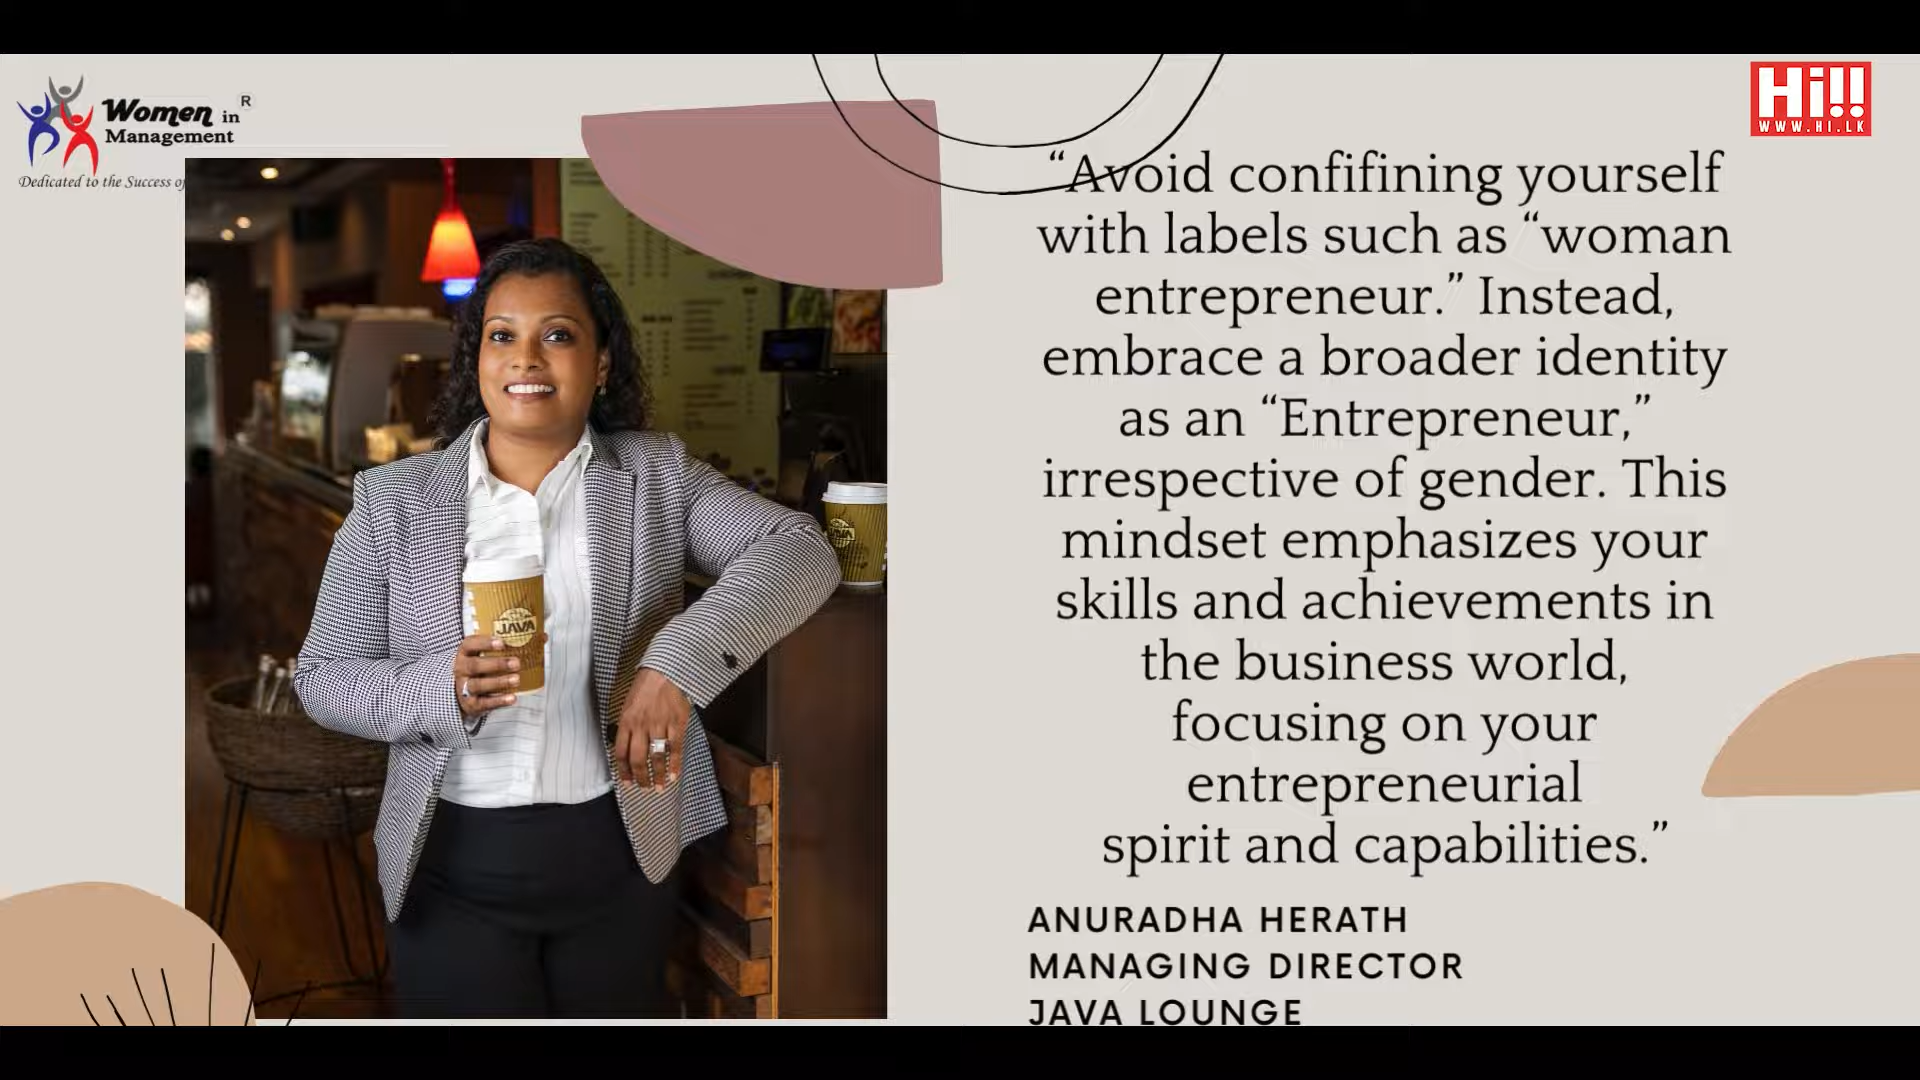 Women in
R
Management
Dedicated to the Success of
Hi!!
WWW.HI.LK
“Avoid confifining yourself
with labels such as “woman
entrepreneur.” Instead,
embrace a broader identity
as an “Entrepreneur,”
irrespective of gender. This
mindset emphasizes your
skills and achievements in
the business world,
focusing on your
entrepreneurial
spirit and capabilities.”
JAVA
JAVA
ANURADHA HERATH
MANAGING DIRECTOR
JAVA LOUNGE